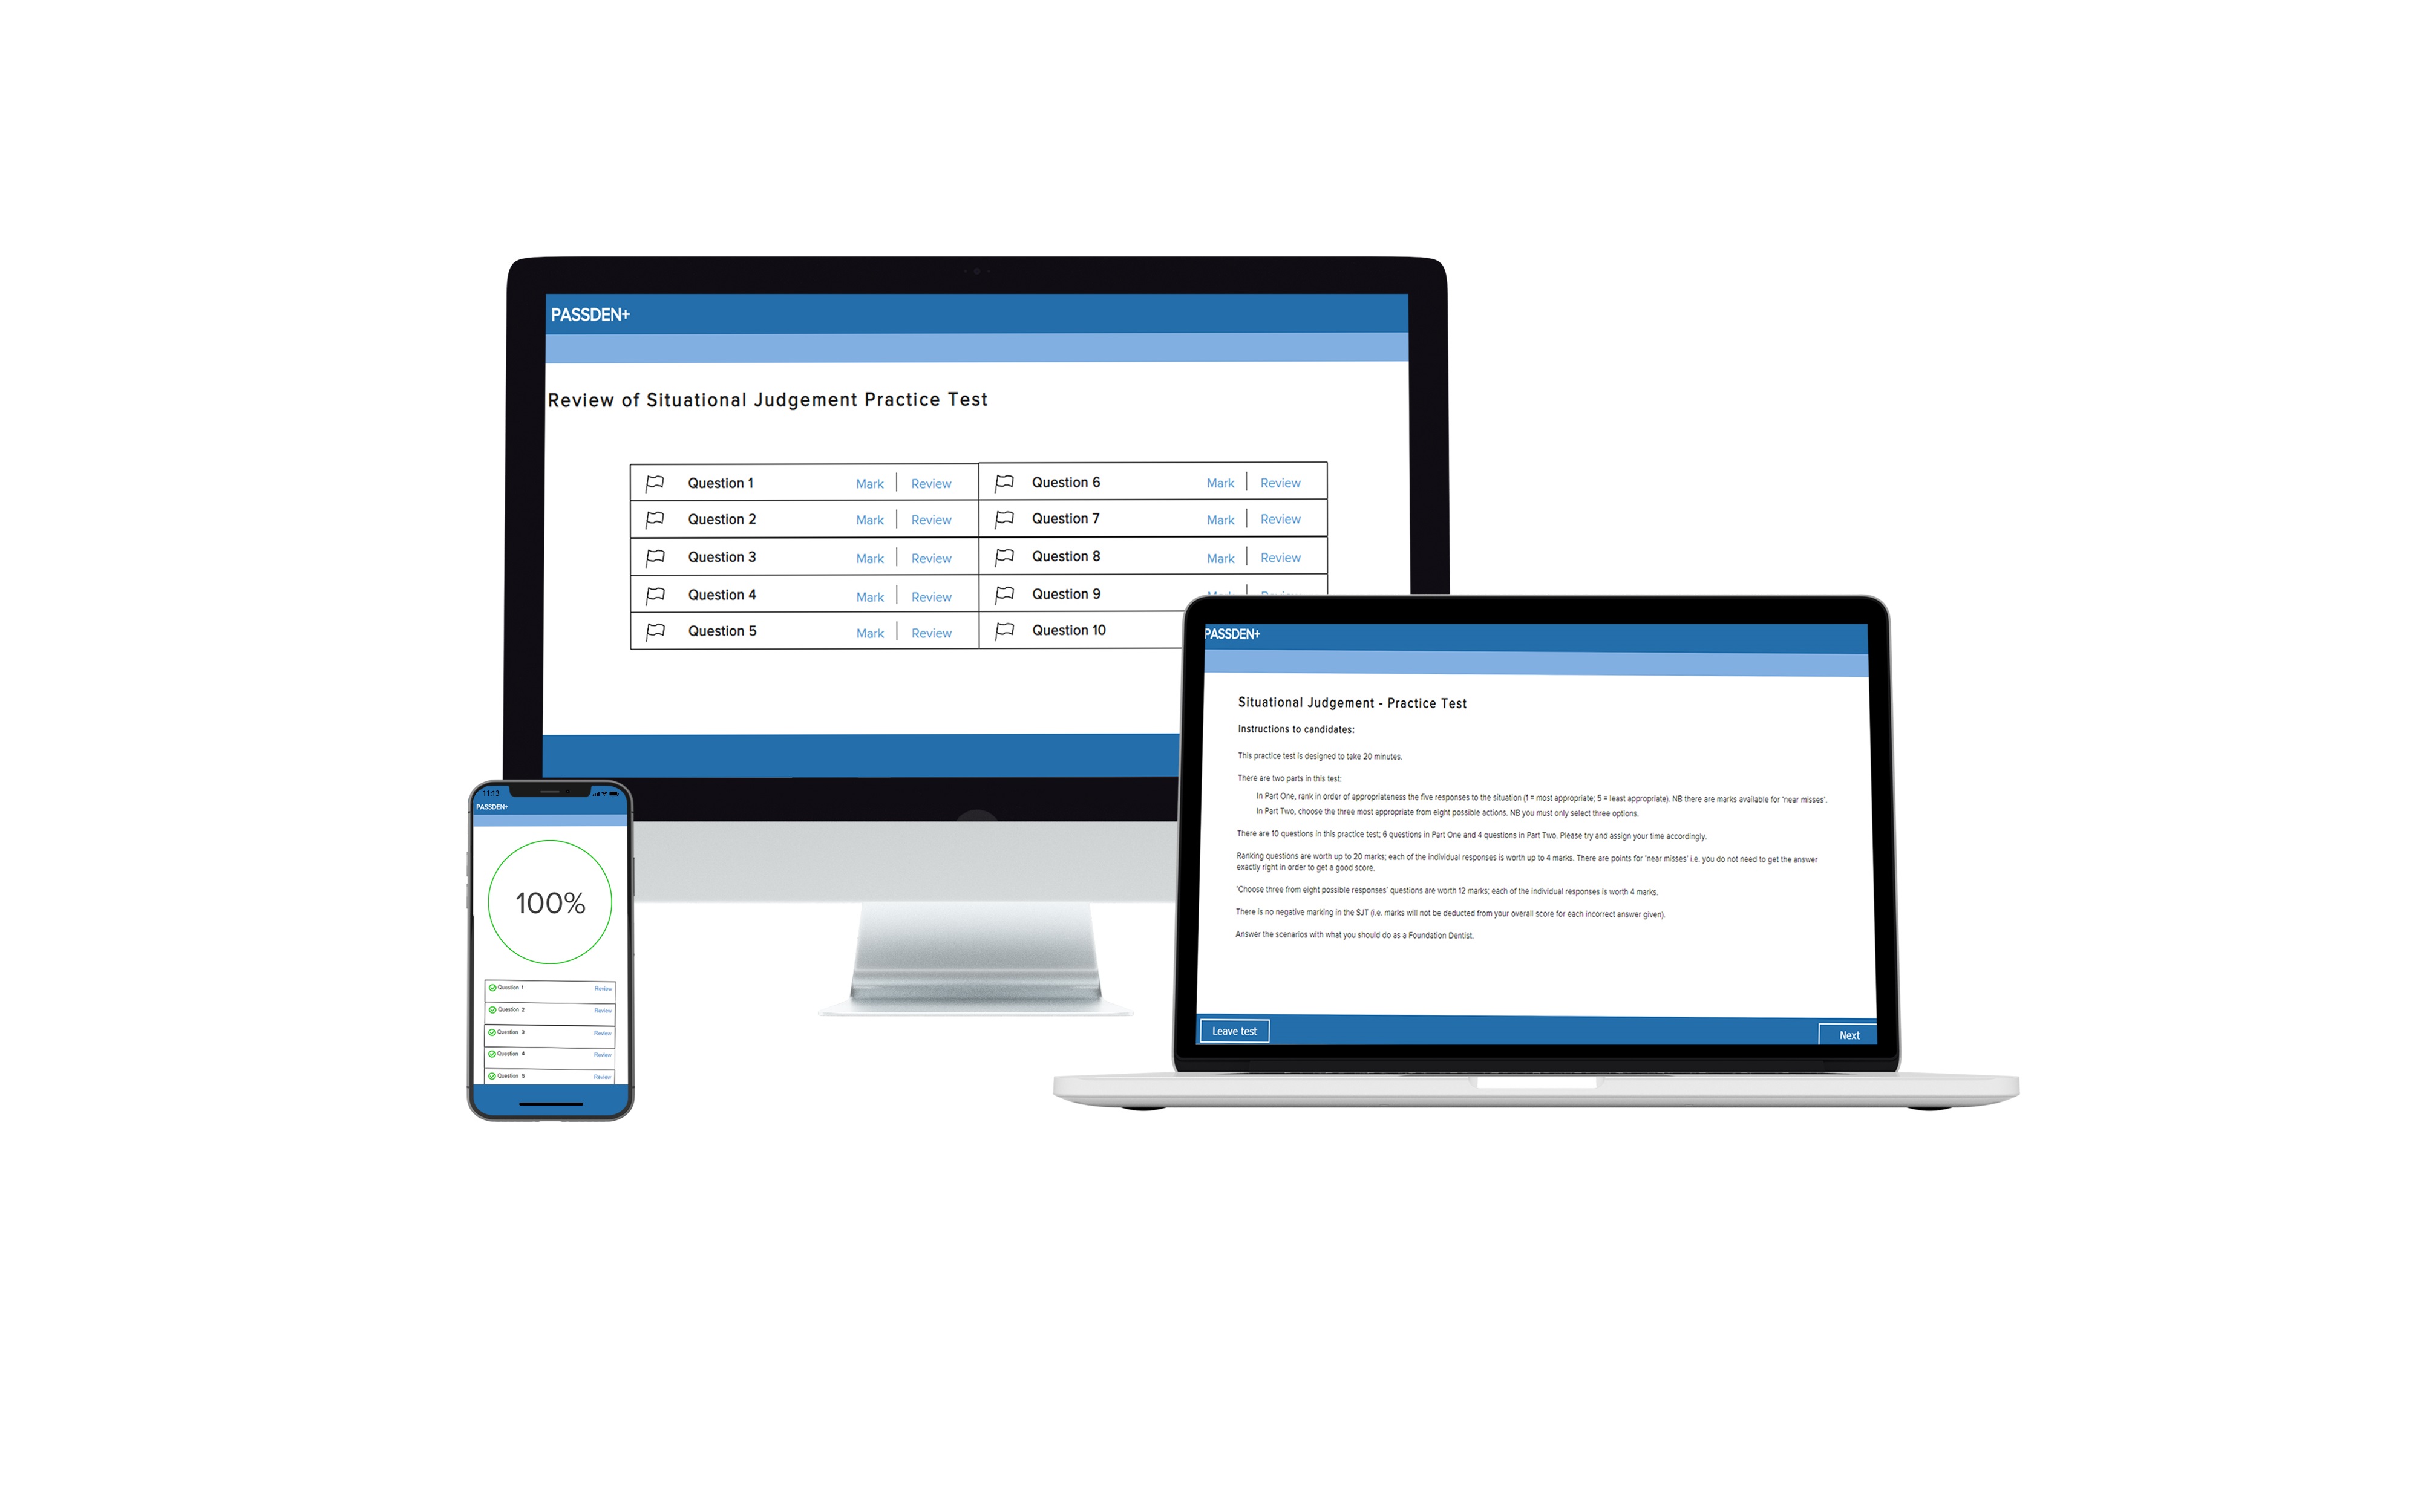 PASSDEN+
Review of Situational Judgement Practice Test
Question 1 Mark Review Question 6 Mark Review
Question 2 Mark Review Question 7 Mark Review
Question 3 Mark Review Question 8 Mark Review
Question 4 Mark Review Question 9
Question 5 Mark Review Question 10
PASSDEN+
Situational Judgement - Practice Test
Instructions to candidates:
This practice test is designed to take 20 minutes.
There are two parts in this test:
In Part One, rank in order of appropriateness the five responses to the situation (1 = most appropriate; 5 = least appropriate). NB there are marks available for 'near misses'.
In Part Two, choose the three most appropriate from eight possible actions. NB you must only select three options.
There are 10 questions in this practice test; 6 questions in Part One and 4 questions in Part Two. Please try and assign your time accordingly.
Ranking questions are worth up to 20 marks; each of the individual responses is worth up to 4 marks. There are points for 'near misses' i.e. you do not need to get the answer
exactly right in order to get a good score.
'Choose three from eight possible responses' questions are worth 12 marks; each of the individual responses is worth 4 marks.
There is no negative marking in the SJT (i.e. marks will not be deducted from your overall score for each incorrect answer given).
Answer the scenarios with what you should do as a Foundation Dentist.
Leave test Next
11:13
PASSDEN+
100%
Question 1 Review
Question 2 Review
Question 3 Review
Question 4 Review
Question 5 Review